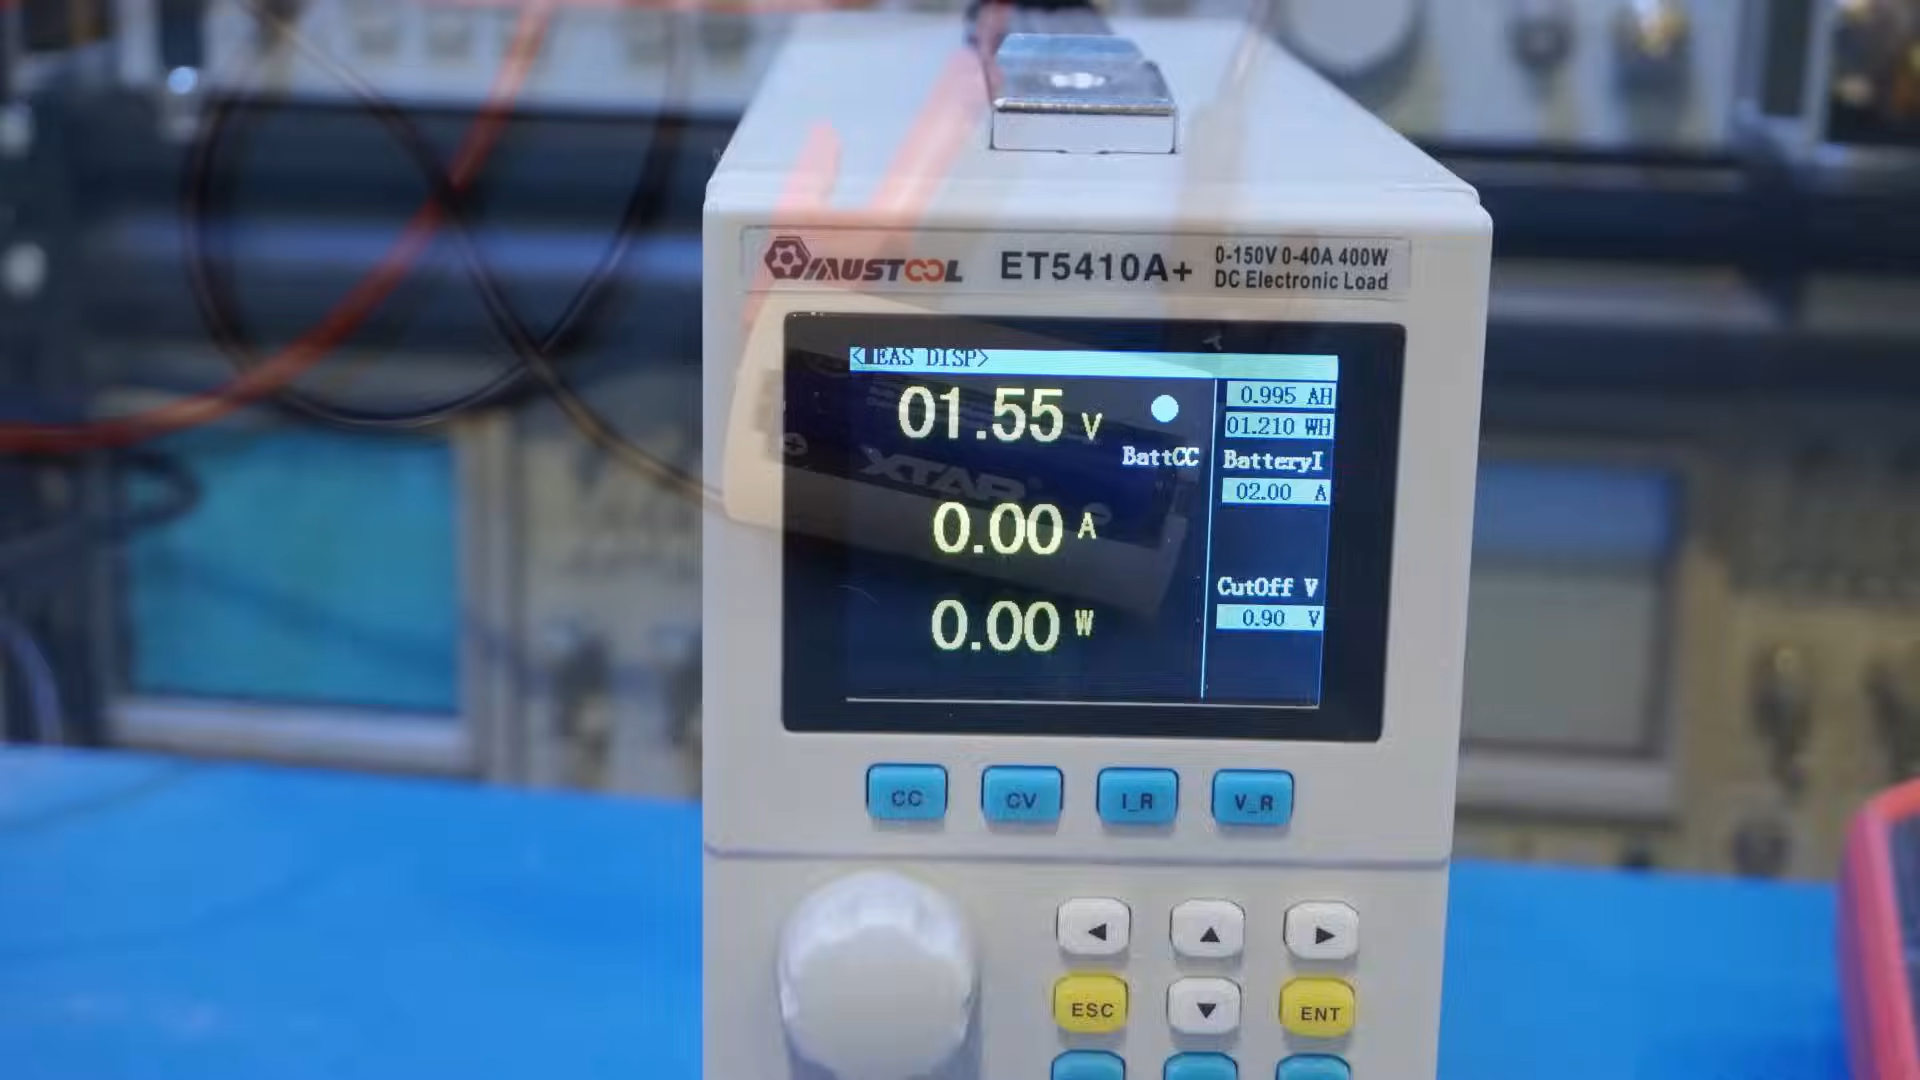 MUSTOOL ET5410A+ 0-150V 0-40A 400W
DC Electronic Load
<MEAS DISP>
01.55 V
BattCC
0.00 A
0.00 W
0.995 AH
01.210 WH
BatteryI
02.00 A
CutOff V
0.90 V
XTAR
CC CV I_R V_R
ESC ENT